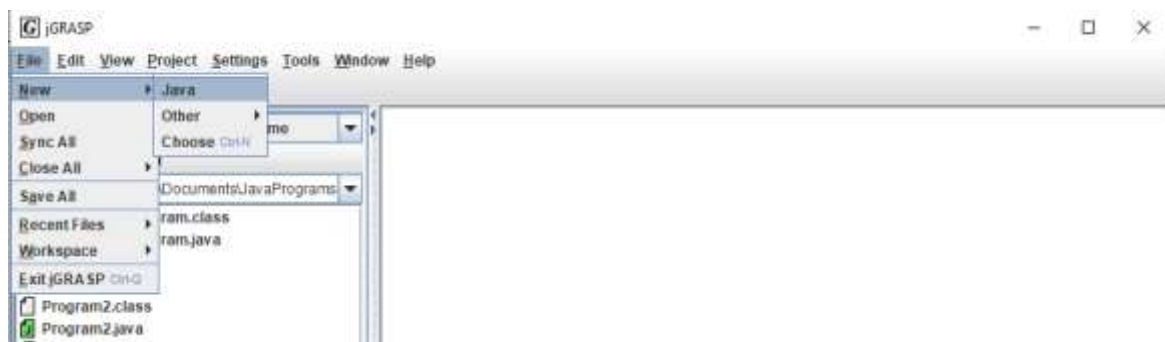 jGRASP
File Edit View Project Settings Tools Window Help
New Java
Open Other
me
Sync All Choose Ctrl-N
Close All
\Documents\JavaPrograms
Save All
ram.class
Recent Files
ram.java
Workspace
Exit jGRASP Ctrl-Q
Program2.class
Program2.java